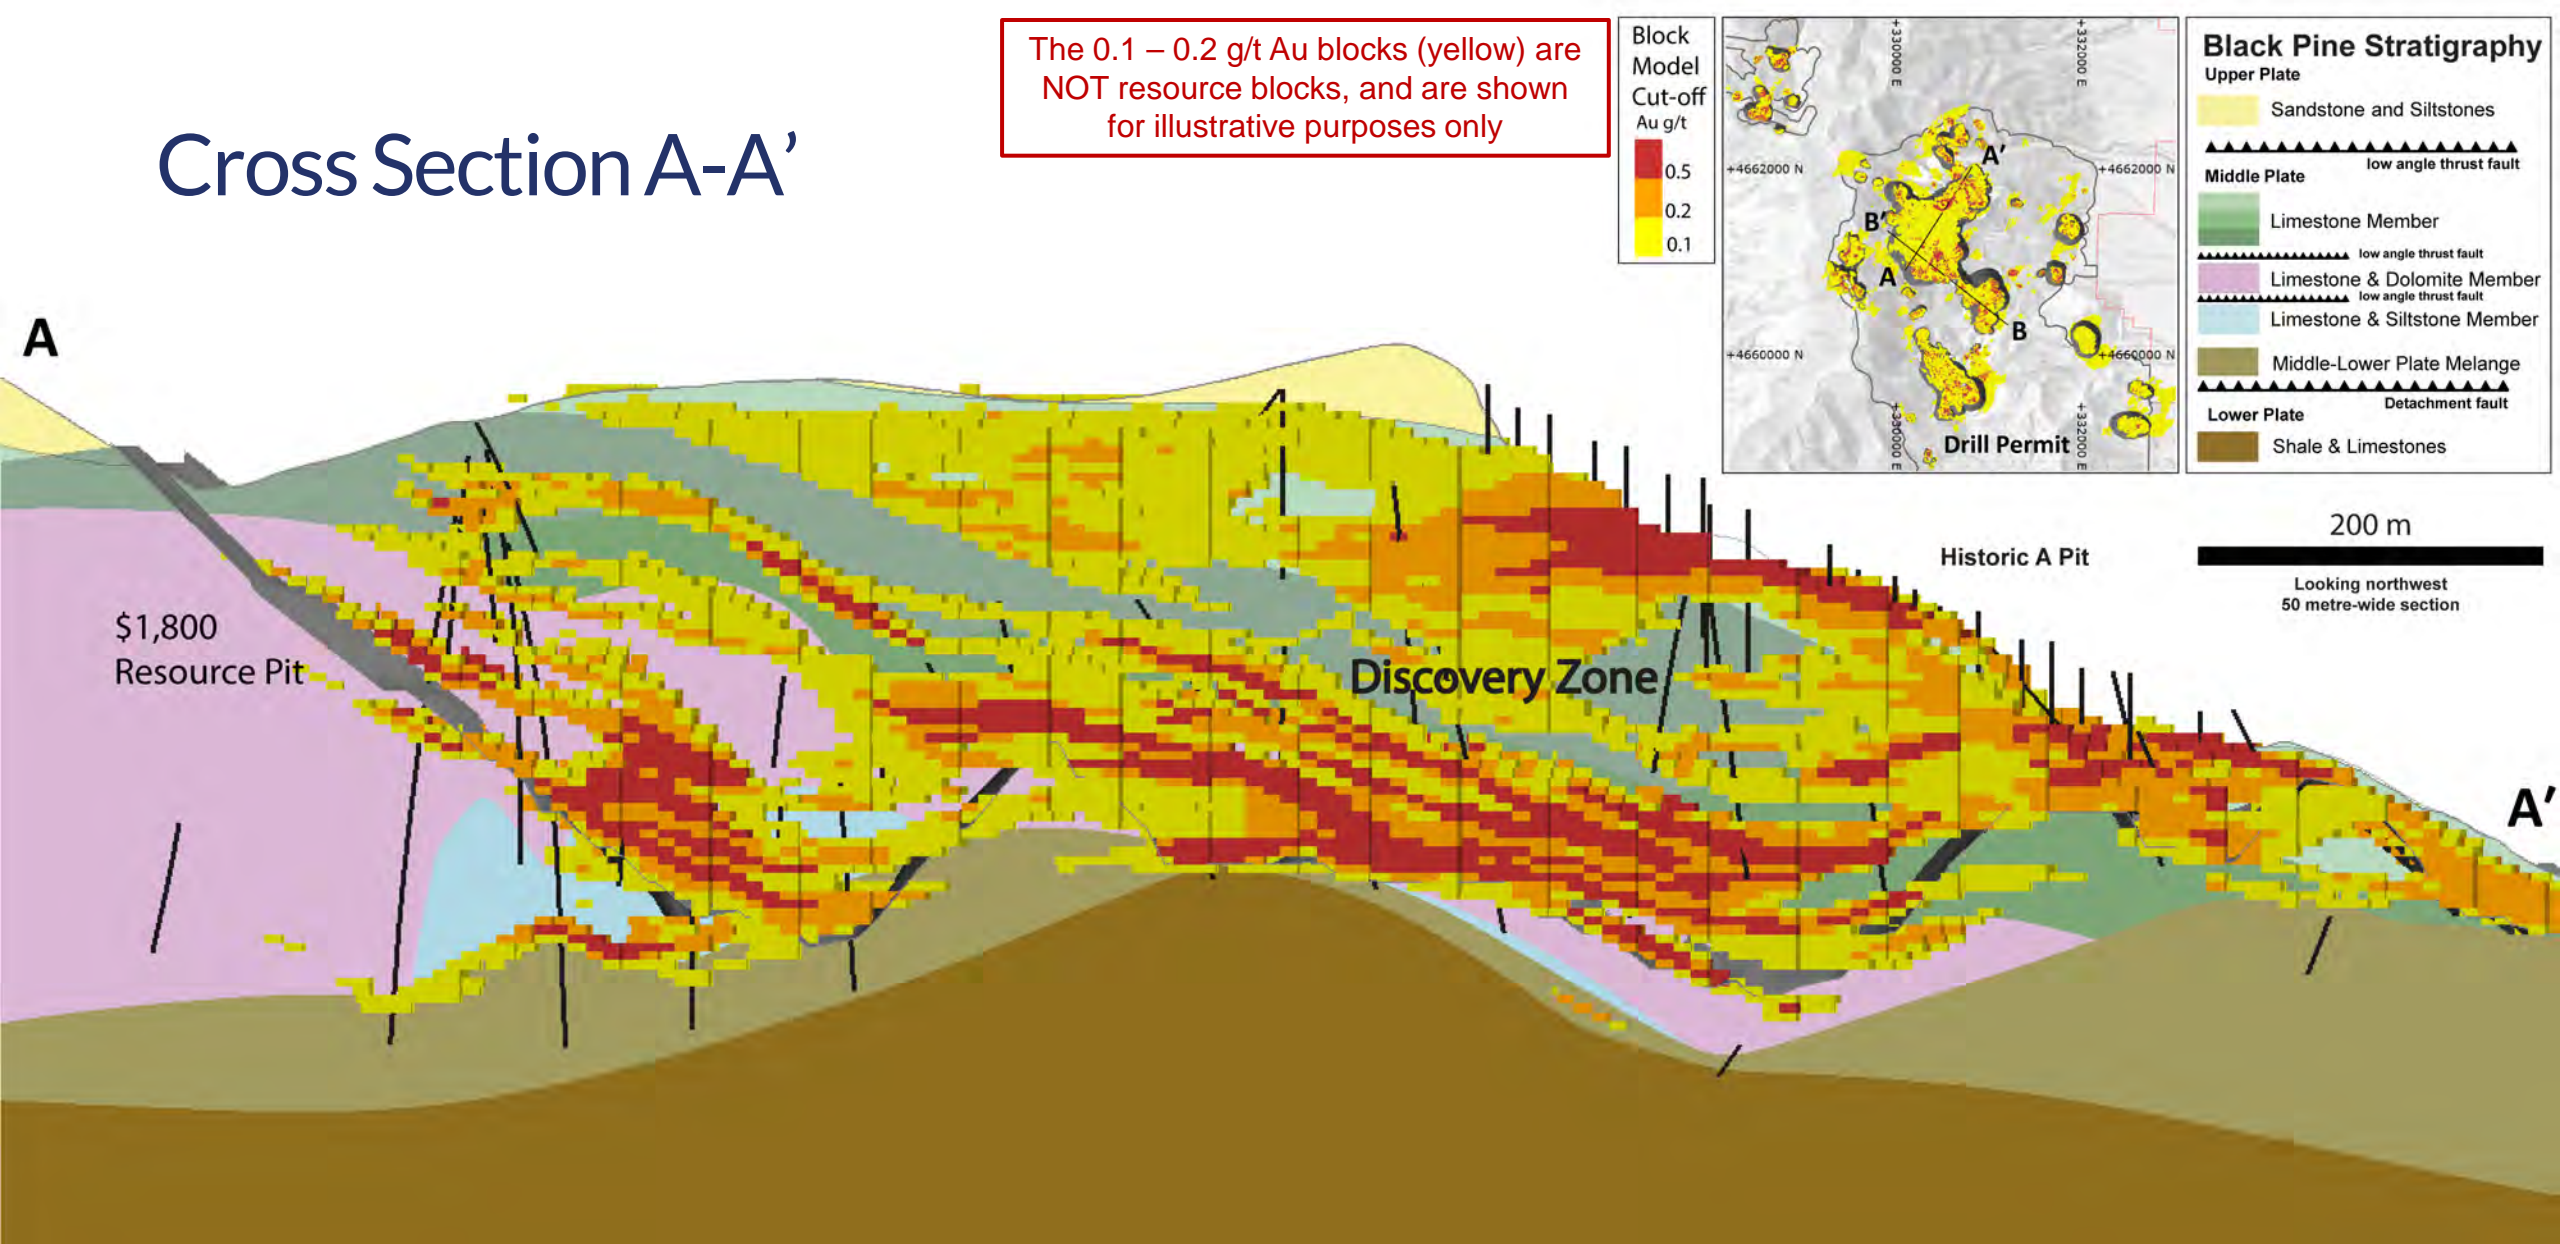 Cross Section A-A’
The 0.1 – 0.2 g/t Au blocks (yellow) are
NOT resource blocks, and are shown
for illustrative purposes only
Block
Model
Cut-off
Au g/t
0.5
0.2
0.1
+330000 E
+332000 E
+4662000 N
+4662000 N
A’
B’
A
B
+4660000 N
+4660000 N
+330000 E
+332000 E
Drill Permit
Black Pine Stratigraphy
Upper Plate
Sandstone and Siltstones
low angle thrust fault
Middle Plate
Limestone Member
low angle thrust fault
Limestone & Dolomite Member
low angle thrust fault
Limestone & Siltstone Member
Middle-Lower Plate Melange
Detachment fault
Lower Plate
Shale & Limestones
A
200 m
Looking northwest
50 metre-wide section
Historic A Pit
$1,800
Resource Pit
Discovery Zone
A’